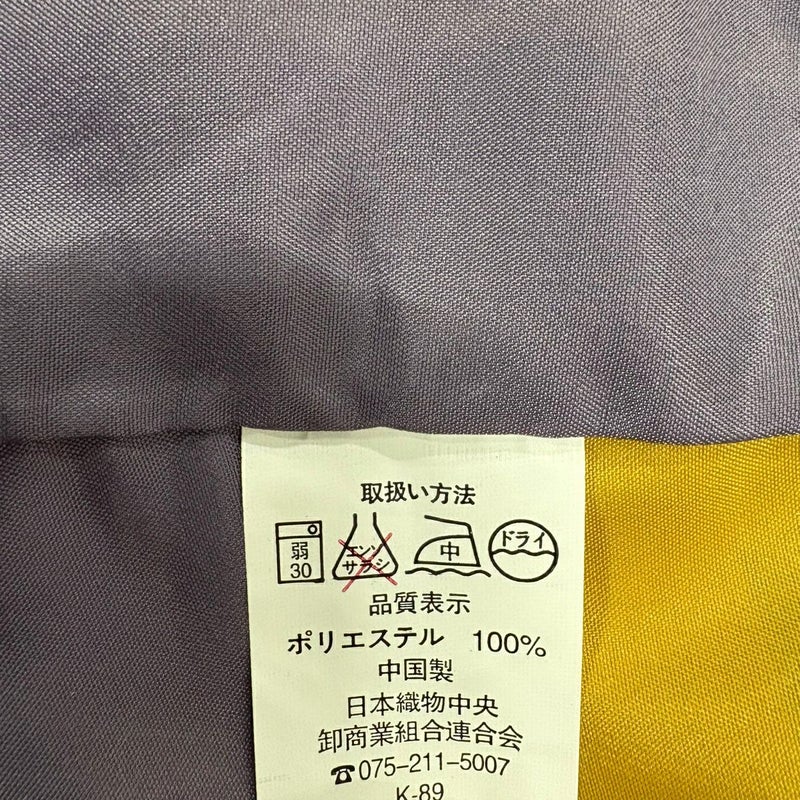 取扱い方法
弱 30
エンソ サラシ
中
ドライ
品質表示
ポリエステル 100%
中国製
日本織物中央
卸商業組合連合会
☎075-211-5007
K-89